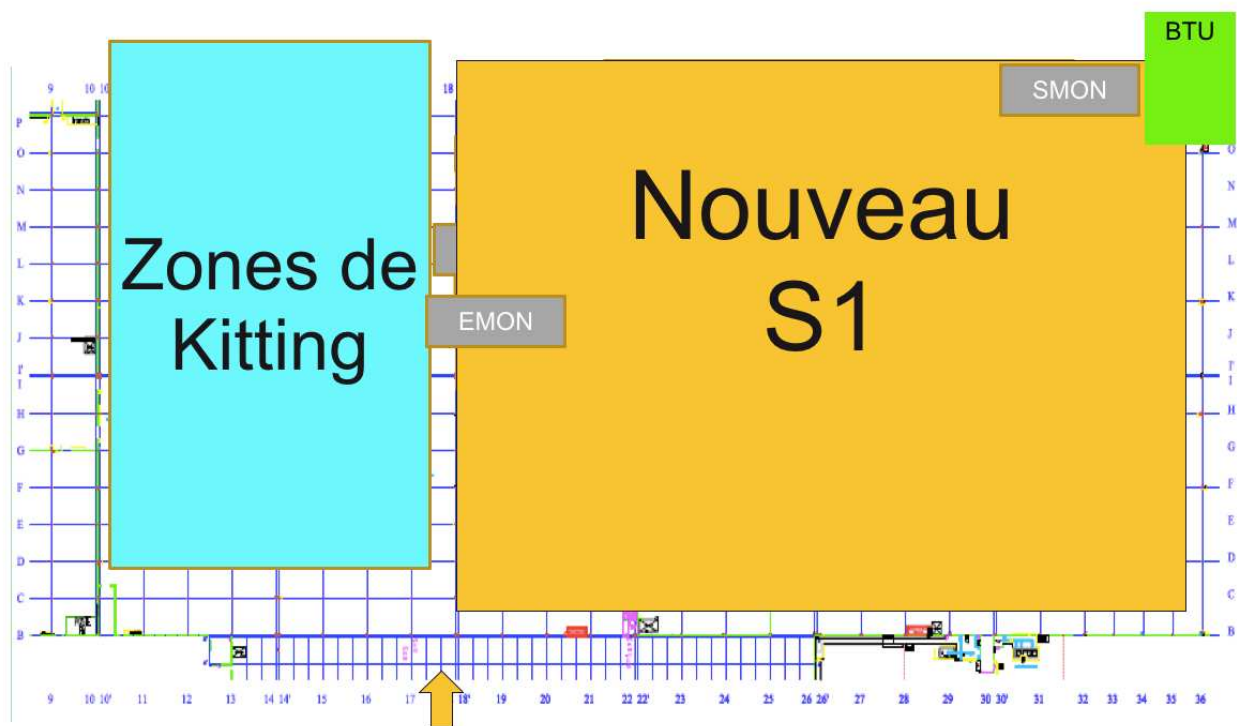 BTU
SMON
9 10 18
P
O
N
M
L
K
J
I'
I
H
G
F
E
D
C
B
Zones de
Kitting
EMON
Nouveau
S1
O
N
M
L
K
J
I'
I
H
G
F
E
D
C
B
9 10 10' 11 12 13 14 14' 15 16 17 18' 19 20 21 22 22' 23 24 25 26 26' 27 28 29 30 30' 31 32 33 34 35 36